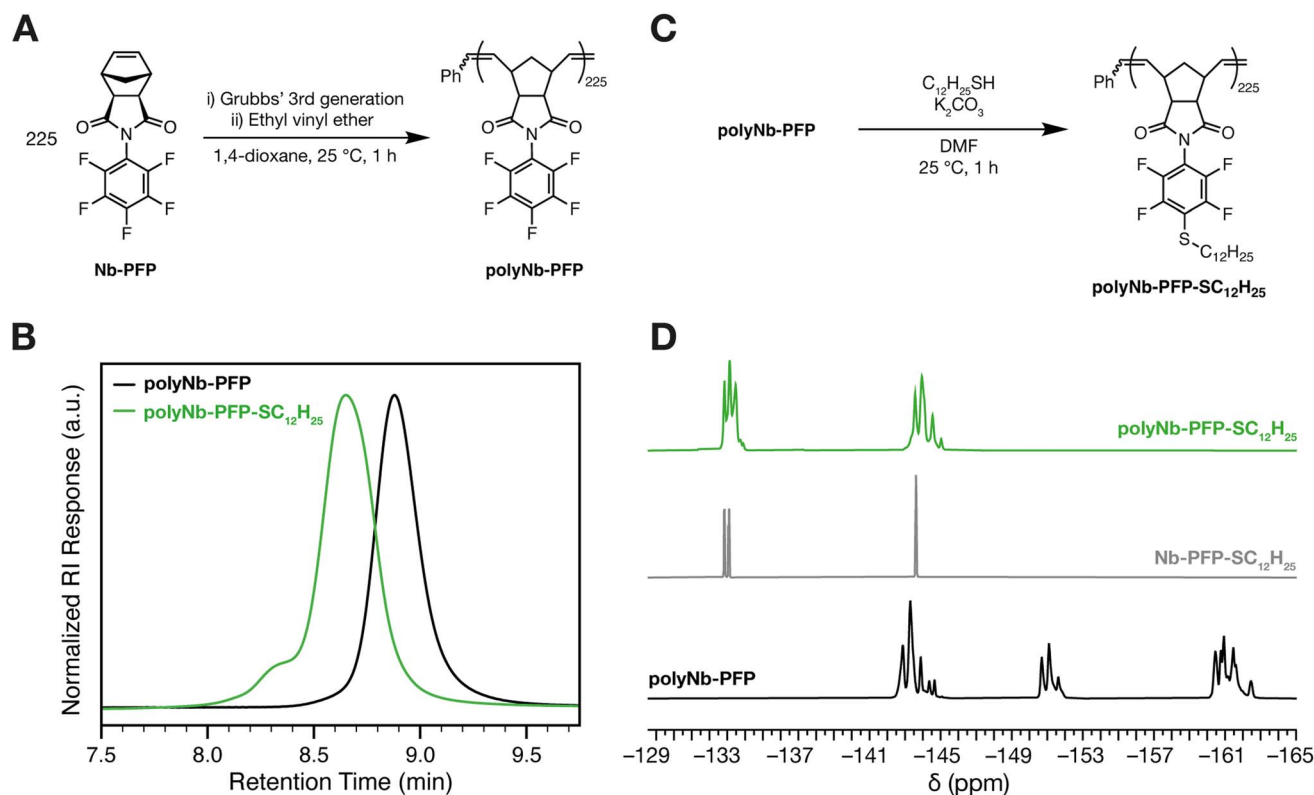 A
225
O
N
O
F
F
F
F
F
Nb-PFP
i) Grubbs' 3rd generation
ii) Ethyl vinyl ether
1,4-dioxane, 25 °C, 1 h
Ph
225
O
N
O
F
F
F
F
F
polyNb-PFP
C
polyNb-PFP
C₁₂H₂₅SH
K₂CO₃
DMF
25 °C, 1 h
Ph
225
O
N
O
F
F
F
F
S
C₁₂H₂₅
polyNb-PFP-SC₁₂H₂₅
B
polyNb-PFP
polyNb-PFP-SC₁₂H₂₅
Normalized RI Response (a.u.)
7.5 8.0 8.5 9.0 9.5
Retention Time (min)
D
polyNb-PFP-SC₁₂H₂₅
Nb-PFP-SC₁₂H₂₅
polyNb-PFP
−129 −133 −137 −141 −145 −149 −153 −157 −161 −165
δ (ppm)